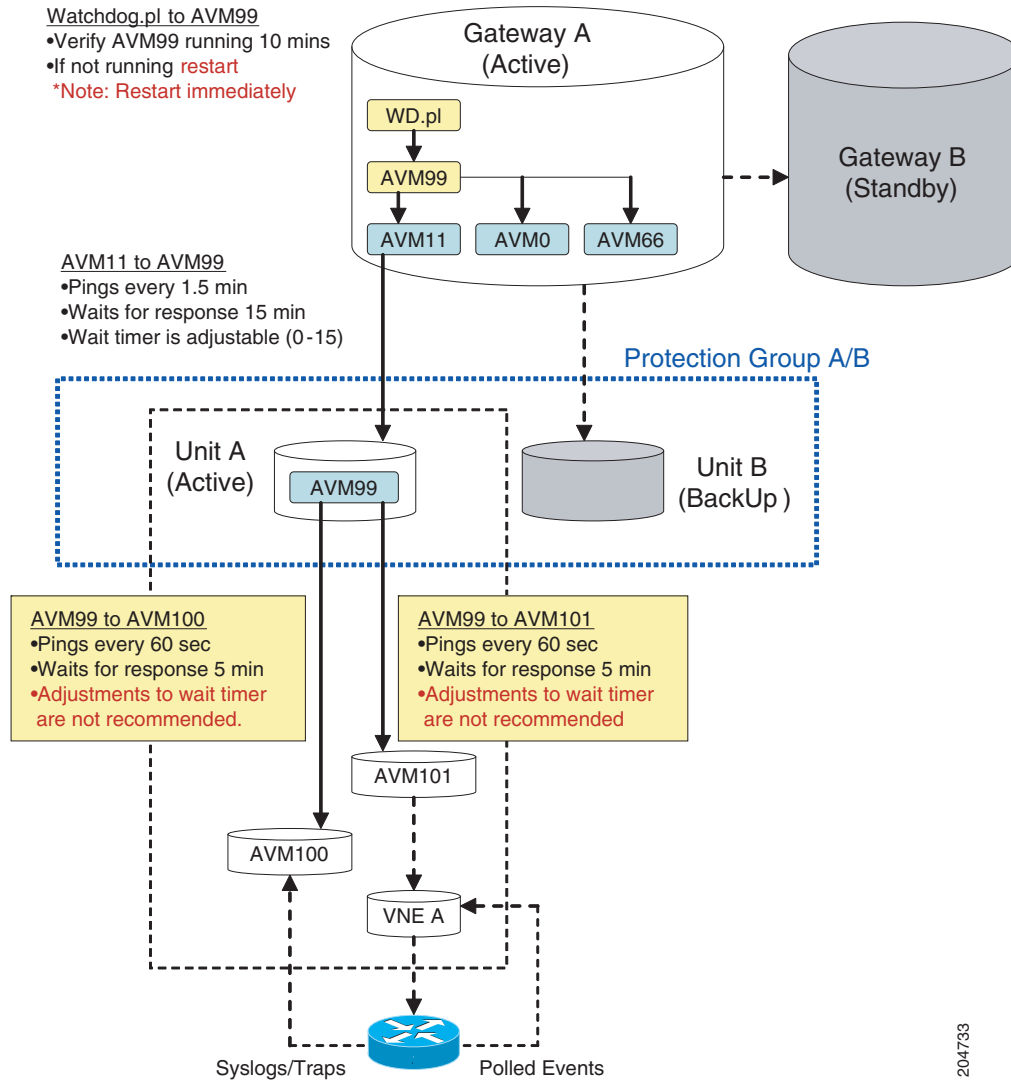 Watchdog.pl to AVM99
•Verify AVM99 running 10 mins
•If not running restart
*Note: Restart immediately
Gateway A
(Active)
WD.pl
AVM99
AVM11
AVM0
AVM66
Gateway B
(Standby)
AVM11 to AVM99
•Pings every 1.5 min
•Waits for response 15 min
•Wait timer is adjustable (0-15)
Protection Group A/B
Unit A
(Active)
AVM99
Unit B
(BackUp )
AVM99 to AVM100
•Pings every 60 sec
•Waits for response 5 min
•Adjustments to wait timer
are not recommended.
AVM99 to AVM101
•Pings every 60 sec
•Waits for response 5 min
•Adjustments to wait timer
are not recommended
AVM101
AVM100
VNE A
Syslogs/Traps
Polled Events
204733